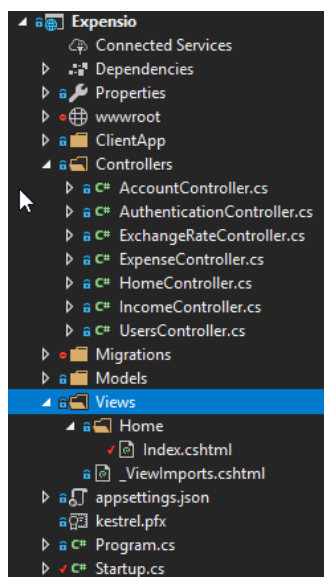 Expensio
Connected Services
Dependencies
Properties
wwwroot
ClientApp
Controllers
C# AccountController.cs
C# AuthenticationController.cs
C# ExchangeRateController.cs
C# ExpenseController.cs
C# HomeController.cs
C# IncomeController.cs
C# UsersController.cs
Migrations
Models
Views
Home
Index.cshtml
_ViewImports.cshtml
appsettings.json
kestrel.pfx
C# Program.cs
C# Startup.cs